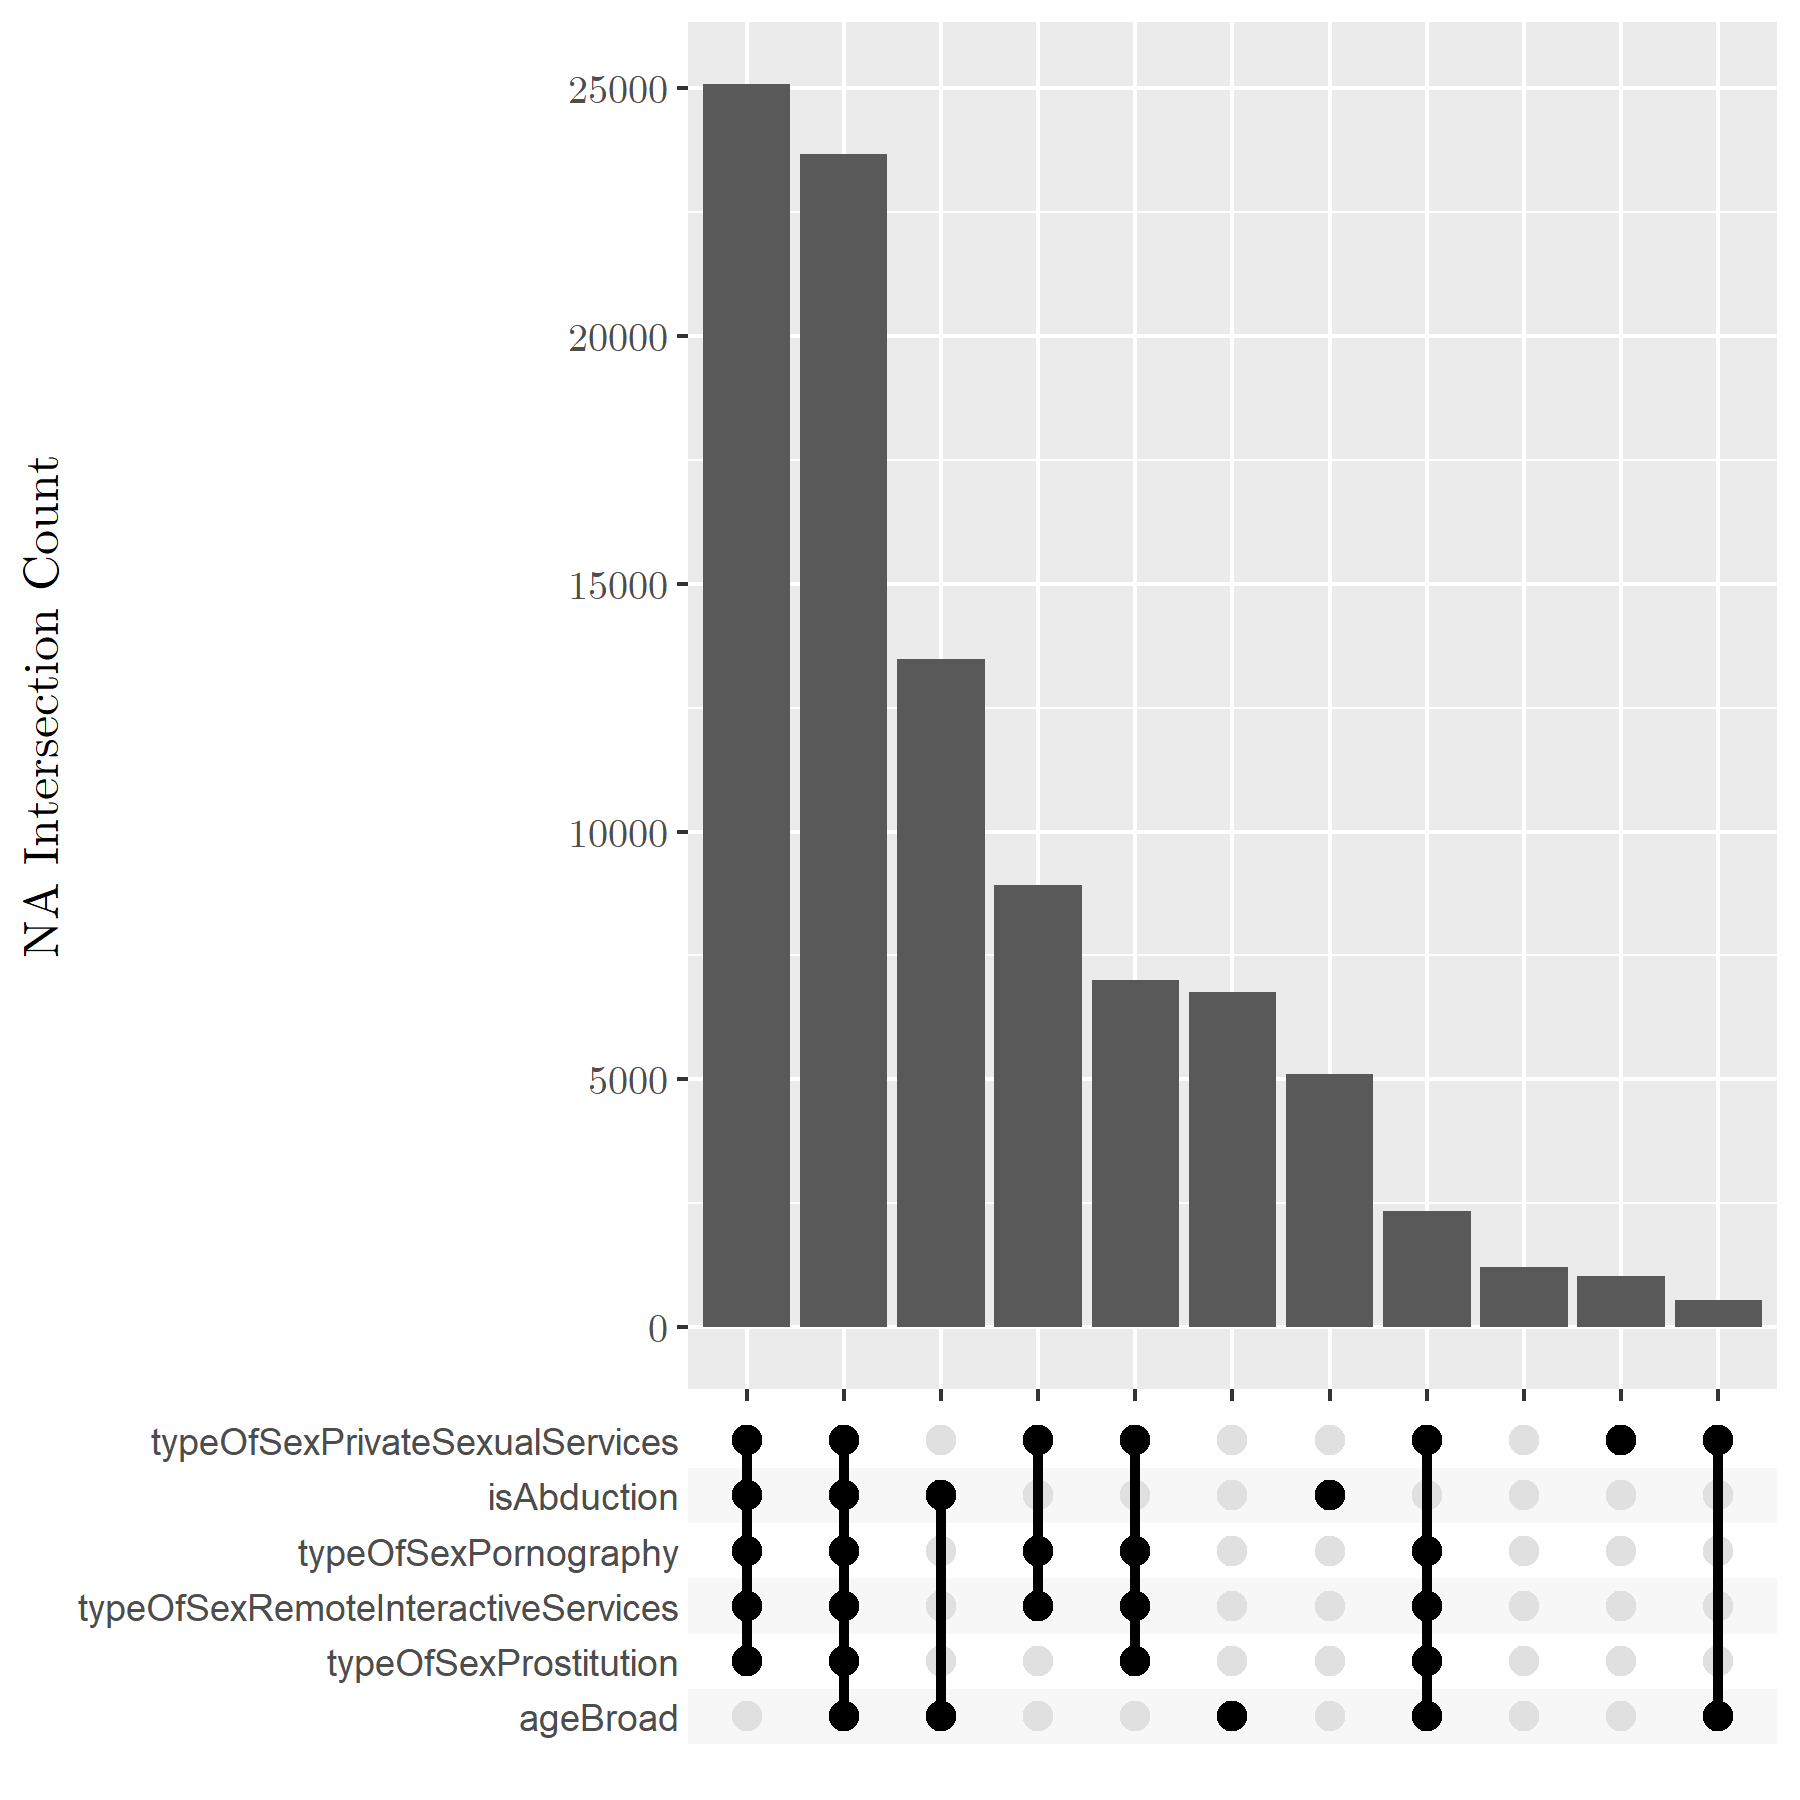 NA Intersection Count
25000
20000
15000
10000
5000
0
typeOfSexPrivateSexualServices
isAbduction
typeOfSexPornography
typeOfSexRemoteInteractiveServices
typeOfSexProstitution
ageBroad